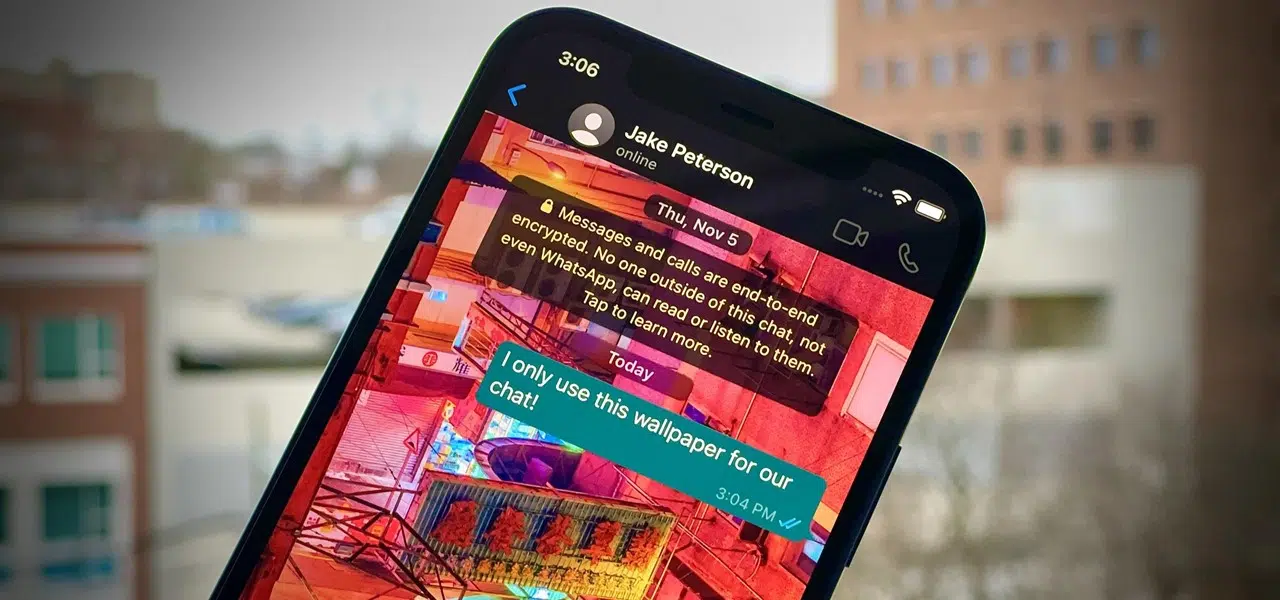 3:06
Jake Peterson
online
Thu, Nov 5
Messages and calls are end-to-end
encrypted. No one outside of this chat, not
even WhatsApp, can read or listen to them.
Tap to learn more.
Today
I only use this wallpaper for our
chat!
3:04 PM